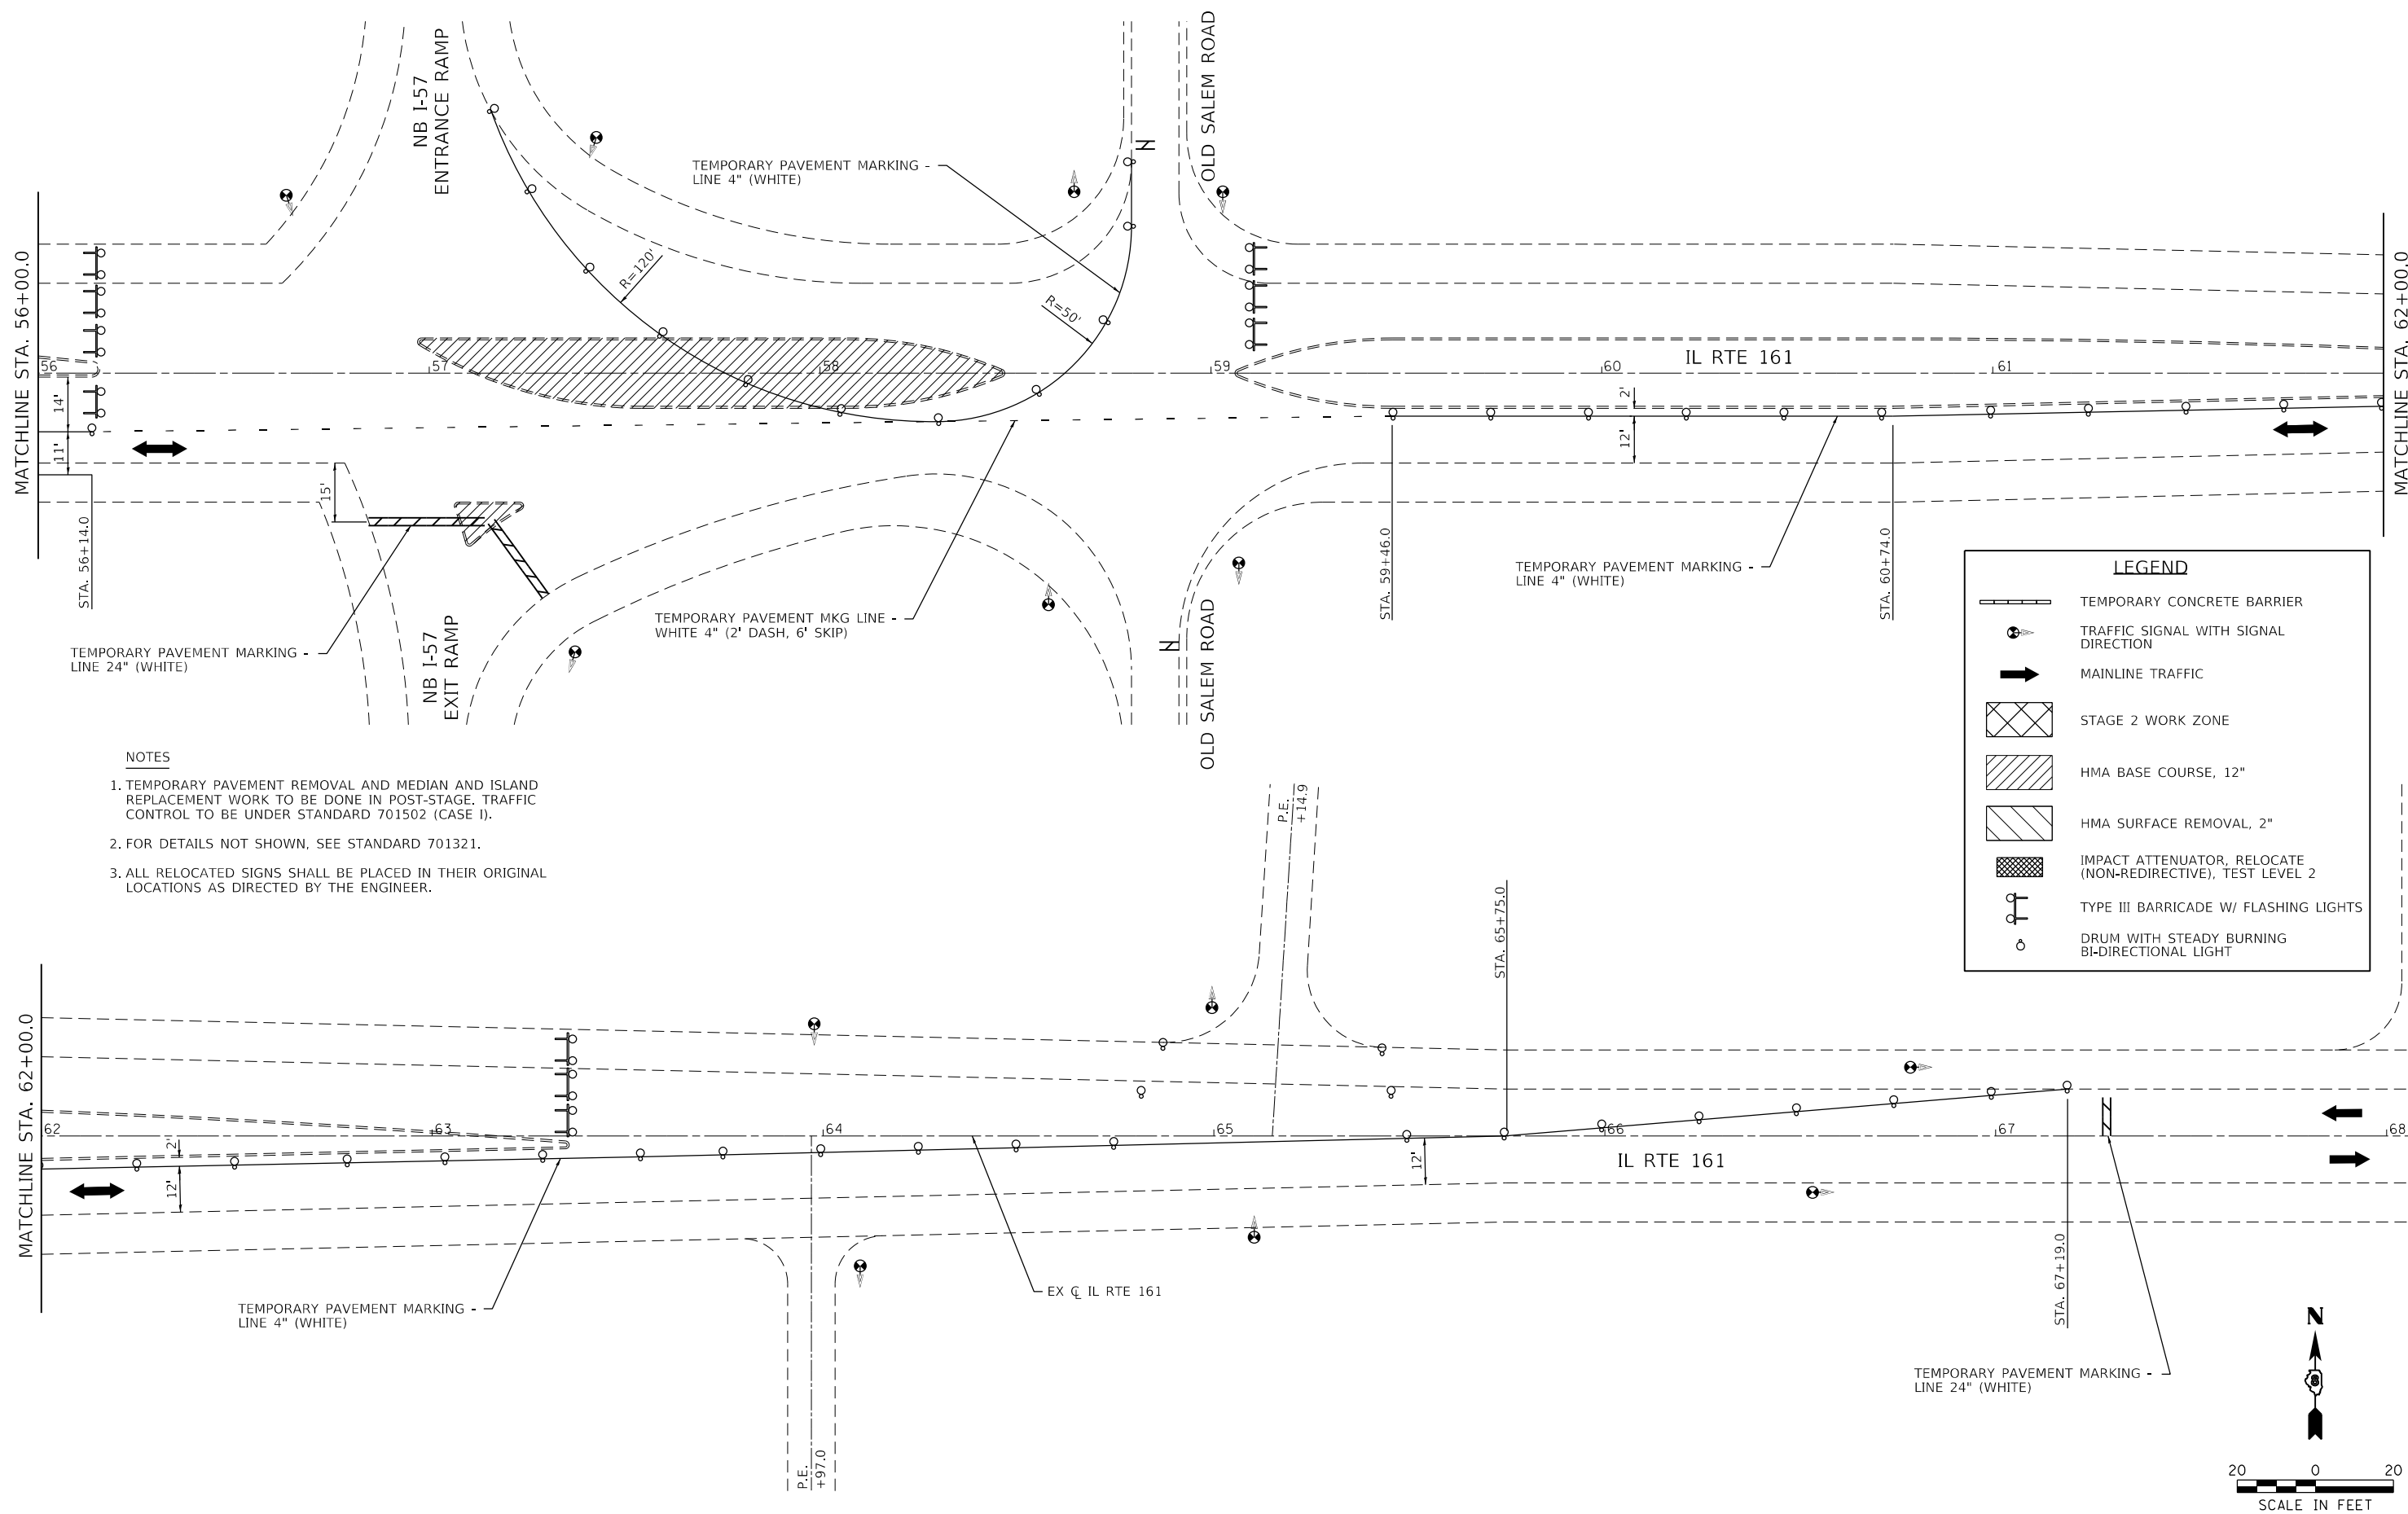 NB I-57
ENTRANCE RAMP
OLD SALEM ROAD
TEMPORARY PAVEMENT MARKING -
LINE 4" (WHITE)
R=120'
R=50'
MATCHLINE STA. 56+00.0
MATCHLINE STA. 62+00.0
56
57
58
59
60
61
IL RTE 161
14'
11'
15'
2'
12'
STA. 56+14.0
STA. 59+46.0
STA. 60+74.0
TEMPORARY PAVEMENT MARKING -
LINE 4" (WHITE)
TEMPORARY PAVEMENT MKG LINE -
WHITE 4" (2' DASH, 6' SKIP)
TEMPORARY PAVEMENT MARKING -
LINE 24" (WHITE)
NB I-57
EXIT RAMP
OLD SALEM ROAD
LEGEND
TEMPORARY CONCRETE BARRIER
TRAFFIC SIGNAL WITH SIGNAL
DIRECTION
MAINLINE TRAFFIC
STAGE 2 WORK ZONE
HMA BASE COURSE, 12"
HMA SURFACE REMOVAL, 2"
IMPACT ATTENUATOR, RELOCATE
(NON-REDIRECTIVE), TEST LEVEL 2
TYPE III BARRICADE W/ FLASHING LIGHTS
DRUM WITH STEADY BURNING
BI-DIRECTIONAL LIGHT
NOTES
1. TEMPORARY PAVEMENT REMOVAL AND MEDIAN AND ISLAND
REPLACEMENT WORK TO BE DONE IN POST-STAGE. TRAFFIC
CONTROL TO BE UNDER STANDARD 701502 (CASE I).
2. FOR DETAILS NOT SHOWN, SEE STANDARD 701321.
3. ALL RELOCATED SIGNS SHALL BE PLACED IN THEIR ORIGINAL
LOCATIONS AS DIRECTED BY THE ENGINEER.
P.E.
+14.9
STA. 65+75.0
MATCHLINE STA. 62+00.0
62
63
64
65
66
67
68
2'
12'
12'
IL RTE 161
EX ℄ IL RTE 161
TEMPORARY PAVEMENT MARKING -
LINE 4" (WHITE)
P.E.
+97.0
STA. 67+19.0
TEMPORARY PAVEMENT MARKING -
LINE 24" (WHITE)
N
8
20 0 20
SCALE IN FEET